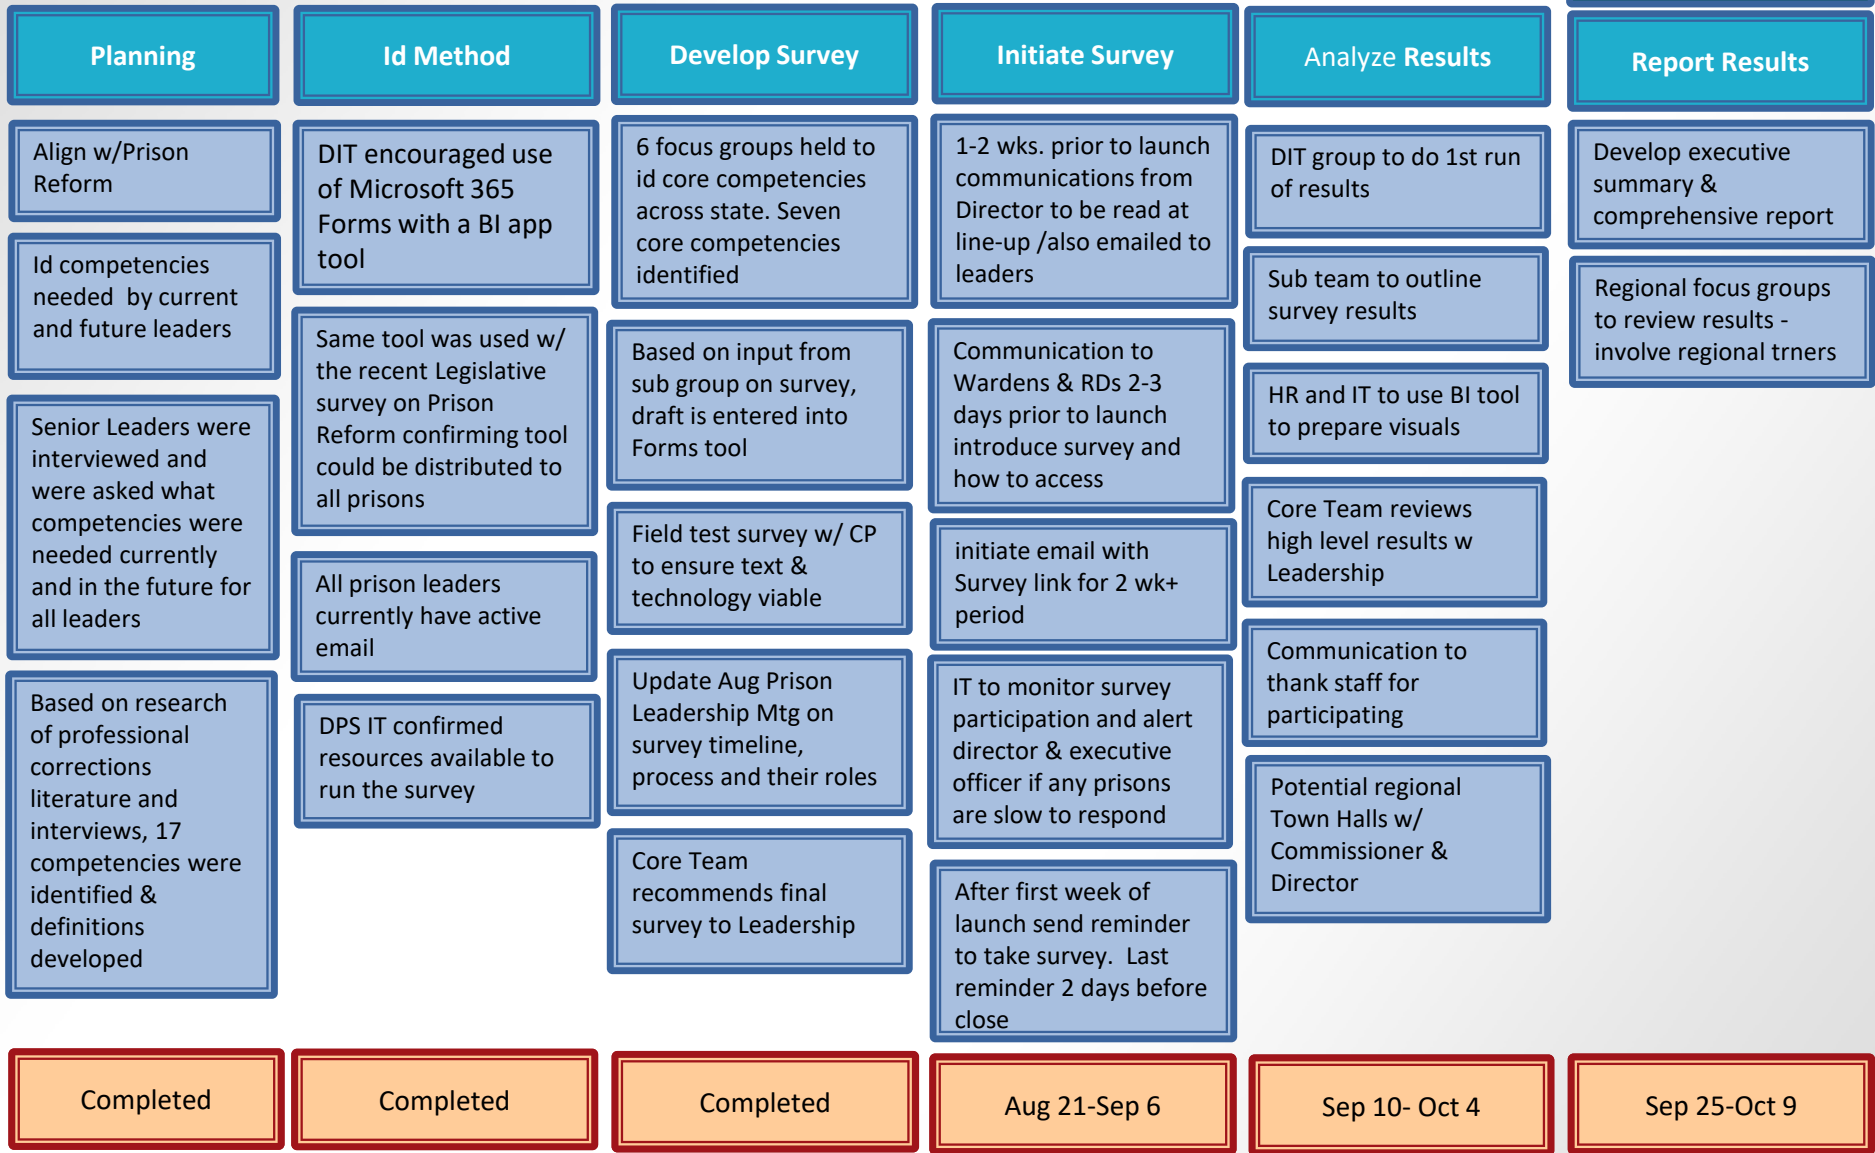 Planning
Align w/Prison
Reform
Id competencies
needed  by current
and future leaders
Senior Leaders were
interviewed and
were asked what
competencies were
needed currently
and in the future for
all leaders
Based on research
of professional
corrections
literature and
interviews, 17
competencies were
identified &
definitions
developed
Completed
Id Method
DIT encouraged use
of Microsoft 365
Forms with a BI app
tool
Same tool was used w/
the recent Legislative
survey on Prison
Reform confirming tool
could be distributed to
all prisons
All prison leaders
currently have active
email
DPS IT confirmed
resources available to
run the survey
Completed
Develop Survey
6 focus groups held to
id core competencies
across state. Seven
core competencies
identified
Based on input from
sub group on survey,
draft is entered into
Forms tool
Field test survey w/ CP
to ensure text &
technology viable
Update Aug Prison
Leadership Mtg on
survey timeline,
process and their roles
Core Team
recommends final
survey to Leadership
Completed
Initiate Survey
1-2 wks. prior to launch
communications from
Director to be read at
line-up /also emailed to
leaders
Communication to
Wardens & RDs 2-3
days prior to launch
introduce survey and
how to access
initiate email with
Survey link for 2 wk+
period
IT to monitor survey
participation and alert
director & executive
officer if any prisons
are slow to respond
After first week of
launch send reminder
to take survey.  Last
reminder 2 days before
close
Aug 21-Sep 6
Analyze Results
DIT group to do 1st run
of results
Sub team to outline
survey results
HR and IT to use BI tool
to prepare visuals
Core Team reviews
high level results w
Leadership
Communication to
thank staff for
participating
Potential regional
Town Halls w/
Commissioner &
Director
Sep 10- Oct 4
Report Results
Develop executive
summary &
comprehensive report
Regional focus groups
to review results -
involve regional trners
Sep 25-Oct 9